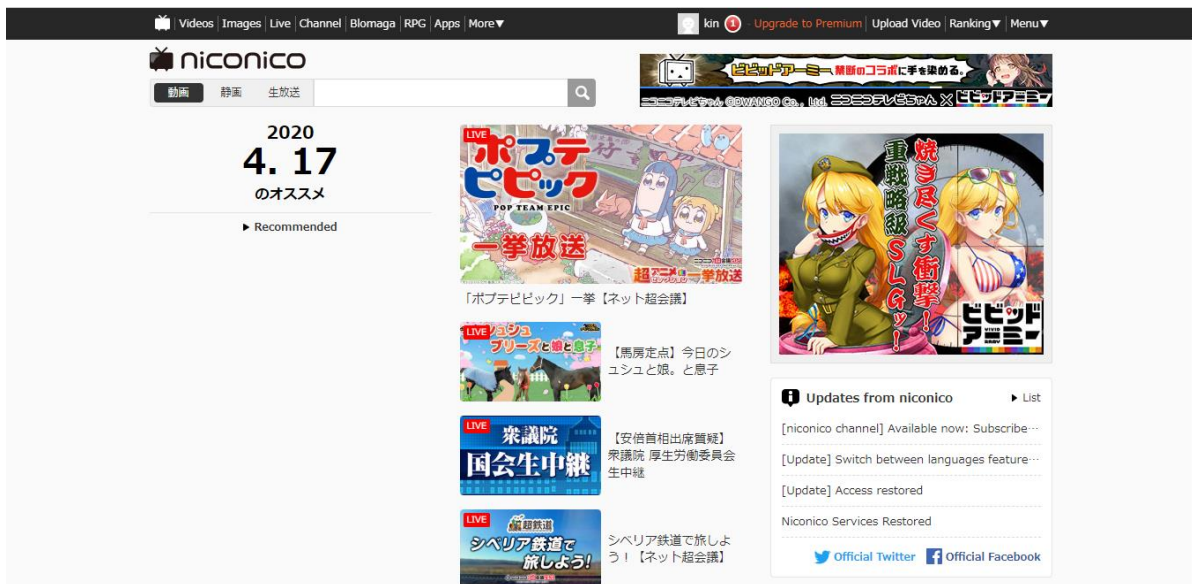 Videos Images Live Channel Blomaga RPG Apps More▼
kin 1 - Upgrade to Premium Upload Video Ranking▼ Menu▼
niconico
動画 静画 生放送
ビビッドアーミー 禁断のコラボに手を染める。
ニコニコテレビちゃん ©DWANGO Co., Ltd. ニコニコテレビちゃん X ビビッドアーミー
2020
4. 17
のオススメ
▶ Recommended
LIVE
ポプテ
ピピック
POP TEAM EPIC
一挙放送
超アニメ一挙放送
「ポプテピピック」一挙【ネット超会議】
LIVE
シュシュ
ブリーズと娘と息子
【馬房定点】今日のシ
ュシュと娘。と息子
LIVE
衆議院
国会生中継
【安倍首相出席質疑】
衆議院 厚生労働委員会
生中継
LIVE
超鉄道
シベリア鉄道で
旅しよう!
シベリア鉄道で旅しよ
う!【ネット超会議】
焼き尽くす衝撃!
重戦略級SLGッ!
ビビッド
アーミー
VIVID ARMY
Updates from niconico ▶ List
[niconico channel] Available now: Subscribe…
[Update] Switch between languages feature…
[Update] Access restored
Niconico Services Restored
Official Twitter Official Facebook